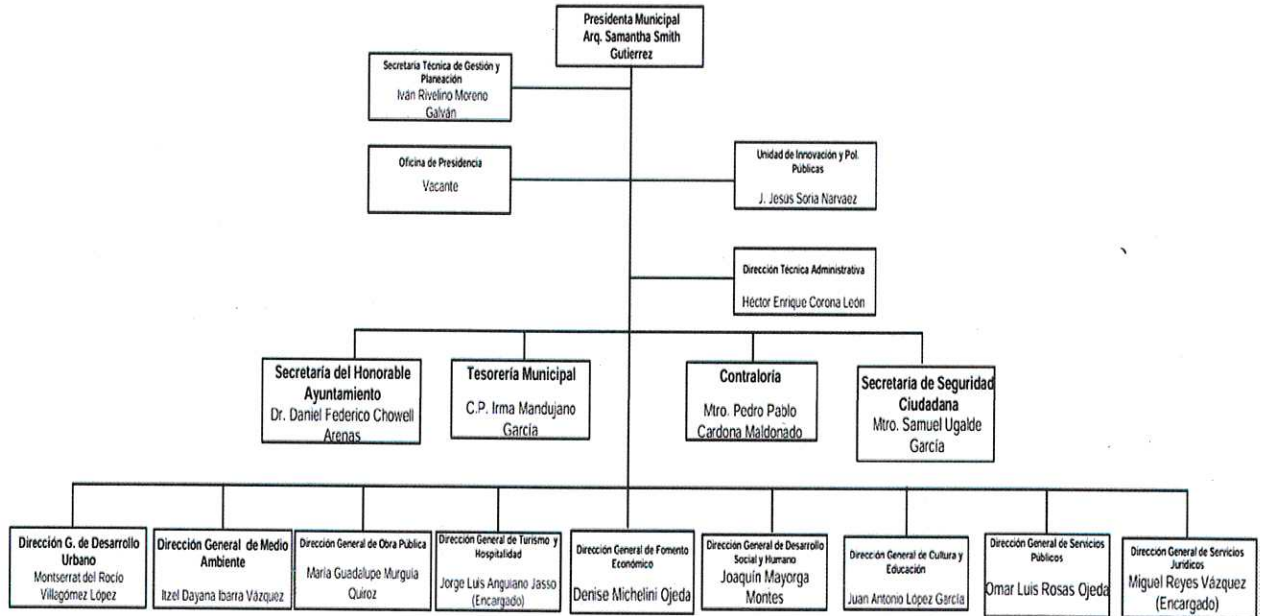 Presidenta Municipal
Arq. Samantha Smith
Gutierrez
Secretaría Técnica de Gestión y
Planeación
Iván Rivelino Moreno
Galván
Oficina de Presidencia
Vacante
Unidad de Innovación y Pol.
Públicas
J. Jesús Soria Narvaez
Dirección Técnica Administrativa
Héctor Enrique Corona León
Secretaría del Honorable
Ayuntamiento
Dr. Daniel Federico Chowell
Arenas
Tesorería Municipal
C.P. Irma Mandujano
García
Contraloría
Mtro. Pedro Pablo
Cardona Maldonado
Secretaria de Seguridad
Ciudadana
Mtro. Samuel Ugalde
García
Dirección G. de Desarrollo
Urbano
Montserrat del Rocío
Villagómez López
Dirección General de Medio
Ambiente
Itzel Dayana Ibarra Vázquez
Dirección General de Obra Pública
María Guadalupe Murguía
Quiroz
Dirección General de Turismo y
Hospitalidad
Jorge Luis Anguiano Jasso
(Encargado)
Dirección General de Fomento
Económico
Denise Michelini Ojeda
Dirección General de Desarrollo
Social y Humano
Joaquín Mayorga
Montes
Dirección General de Cultura y
Educación
Juan Antonio López García
Dirección General de Servicios
Públicos
Omar Luis Rosas Ojeda
Dirección General de Servicios
Jurídicos
Miguel Reyes Vázquez
(Encargado)